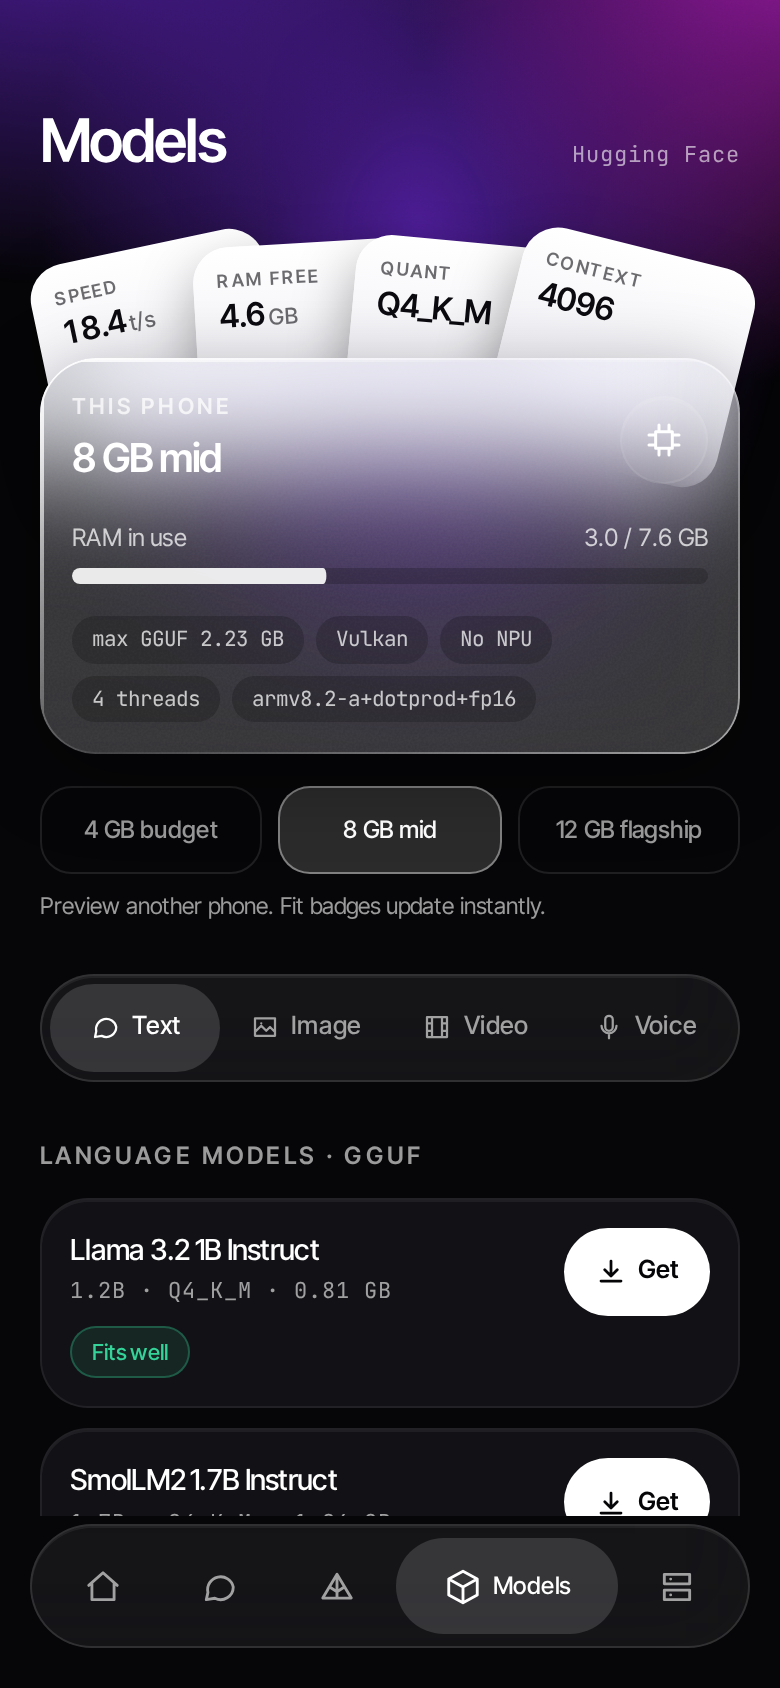 Models
Hugging Face
SPEED
18.4 t/s
RAM FREE
4.6 GB
QUANT
Q4_K_M
CONTEXT
4096
THIS PHONE
8 GB mid
RAM in use
3.0 / 7.6 GB
max GGUF 2.23 GB
Vulkan
No NPU
4 threads
armv8.2-a+dotprod+fp16
4 GB budget
8 GB mid
12 GB flagship
Preview another phone. Fit badges update instantly.
Text
Image
Video
Voice
LANGUAGE MODELS · GGUF
Llama 3.2 1B Instruct
Get
1.2B · Q4_K_M · 0.81 GB
Fits well
SmolLM2 1.7B Instruct
Get
Models